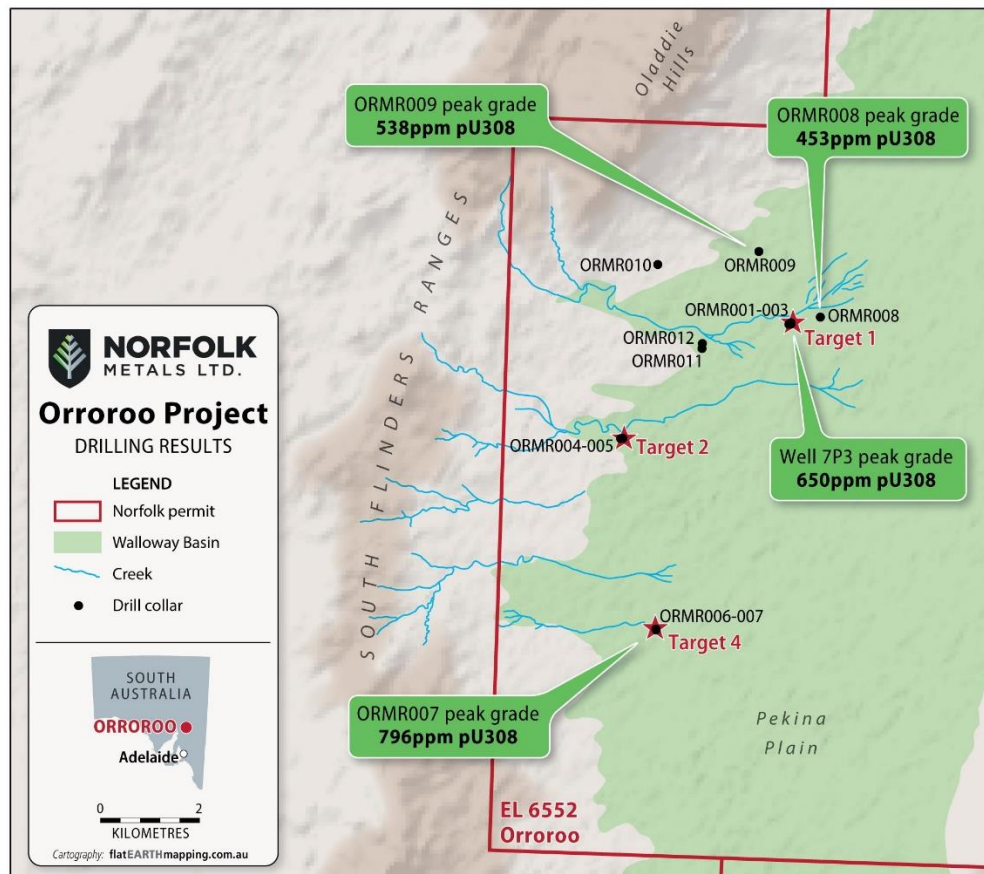 Oladdie
Hills
ORMR009 peak grade
538ppm pU308
ORMR008 peak grade
453ppm pU308
SOUTH FLINDERS RANGES
ORMR010
ORMR009
ORMR001-003
ORMR008
Target 1
ORMR012
ORMR011
ORMR004-005
Target 2
Well 7P3 peak grade
650ppm pU308
ORMR006-007
Target 4
ORMR007 peak grade
796ppm pU308
Pekina
Plain
EL 6552
Orroroo
NORFOLK
METALS LTD.
Orroroo Project
DRILLING RESULTS
LEGEND
Norfolk permit
Walloway Basin
Creek
Drill collar
SOUTH
AUSTRALIA
ORROROO
Adelaide
0 2
KILOMETRES
Cartography: flatEARTHmapping.com.au